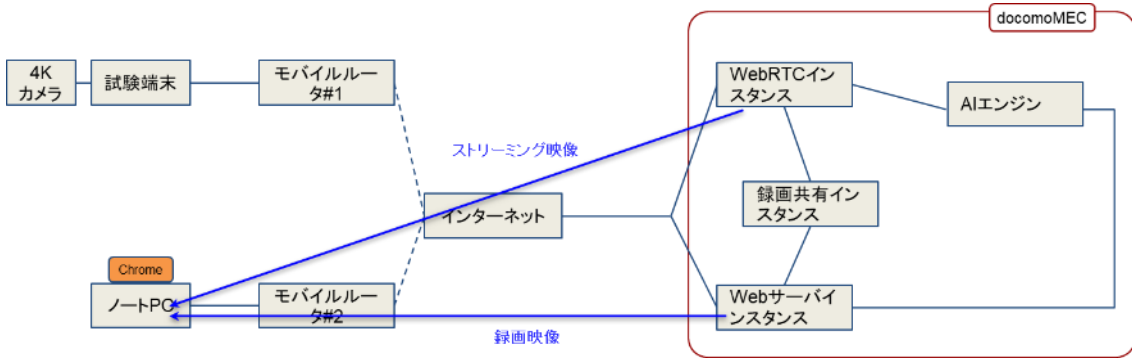 docomoMEC
4K
カメラ
試験端末
モバイルルー
タ#1
WebRTCイン
スタンス
AIエンジン
ストリーミング映像
インターネット
録画共有イン
スタンス
Chrome
ノートPC
モバイルルー
タ#2
Webサーバイ
ンスタンス
録画映像